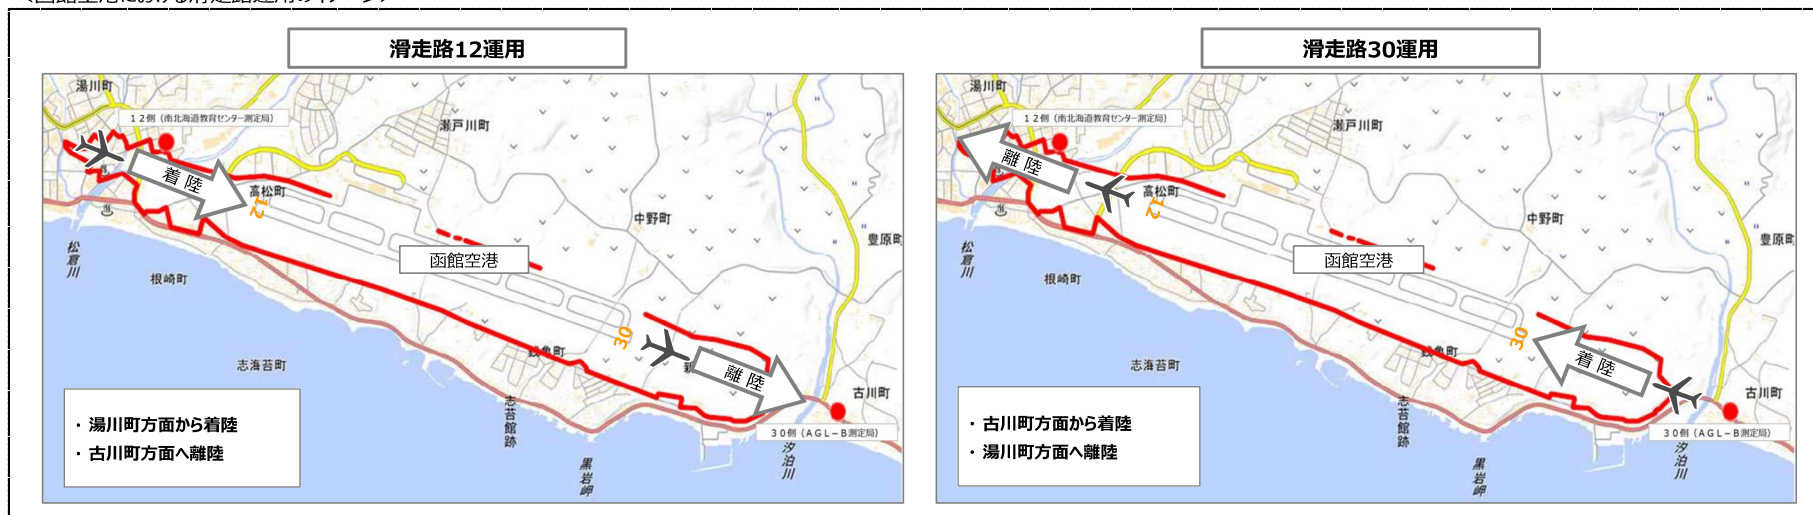 滑走路12運用
湯川町
12側（南北海道教育センター測定局）
瀬戸川町
着 陸
高松町
12
中野町
豊原町
松倉川
函館空港
根崎町
30
銭亀町
志海苔町
離 陸
古川町
志苔館跡
30側（AGL－B測定局）
汐泊川
黒岩岬
・ 湯川町方面から着陸
・ 古川町方面へ離陸
滑走路30運用
湯川町
12側（南北海道教育センター測定局）
瀬戸川町
離 陸
高松町
12
中野町
豊原町
松倉川
函館空港
根崎町
30
銭亀町
志海苔町
着 陸
古川町
志苔館跡
30側（AGL－B測定局）
汐泊川
黒岩岬
・ 古川町方面から着陸
・ 湯川町方面へ離陸